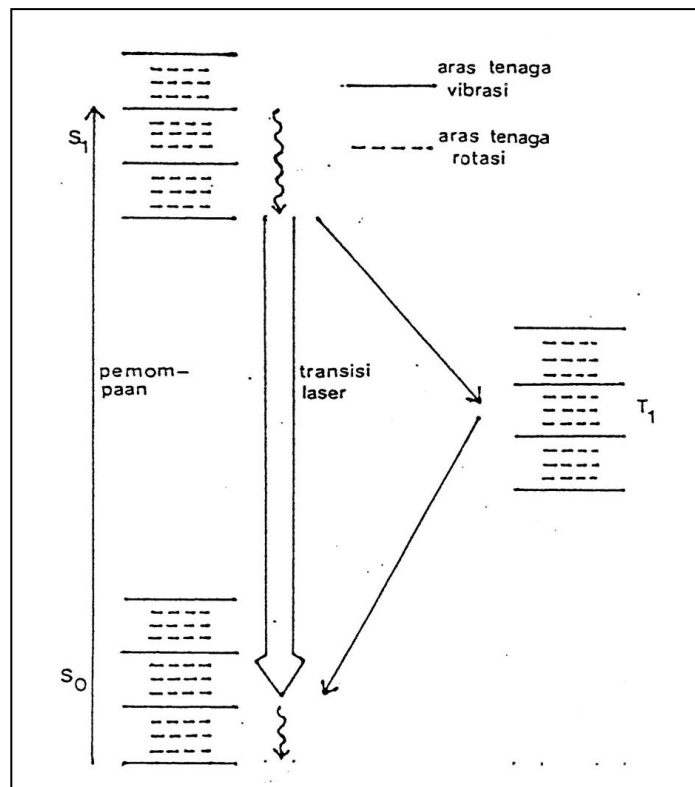 aras tenaga
vibrasi
S₁
aras tenaga
rotasi
pemom-
paan
transisi
laser
T₁
S₀